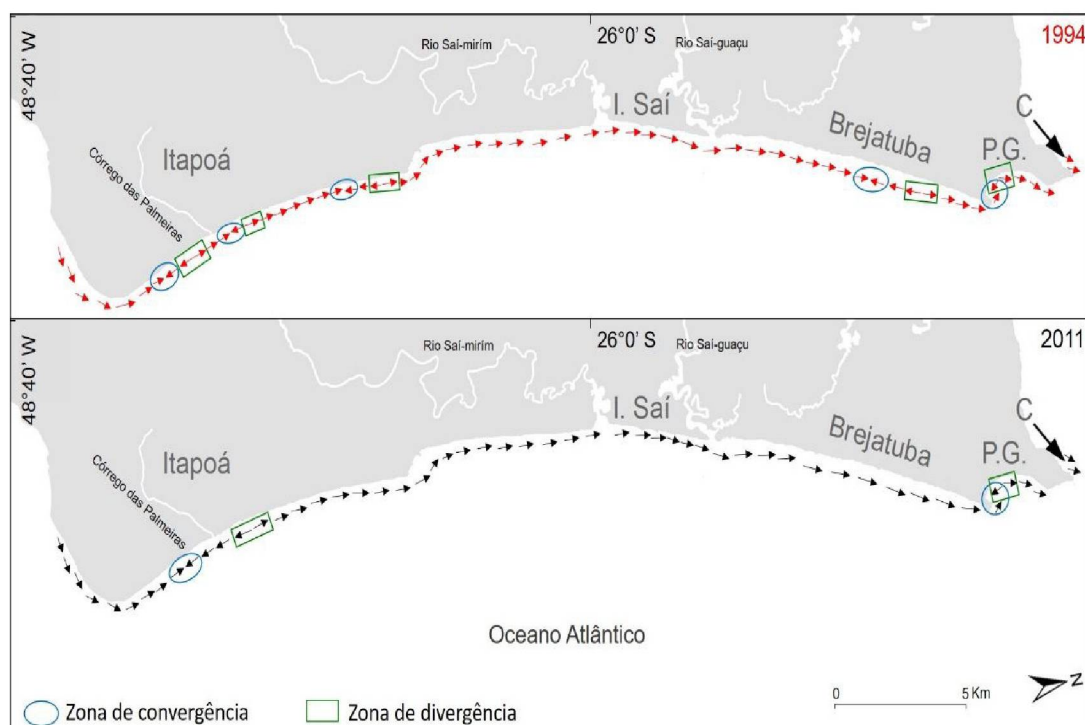 1994
48°40' W
Rio Saí-mirím
26°0' S
Rio Saí-guaçu
I. Saí
C
Brejatuba
P.G.
Itapoá
Córrego das Palmeiras
2011
48°40' W
Rio Saí-mirím
26°0' S
Rio Saí-guaçu
I. Saí
C
Brejatuba
P.G.
Itapoá
Córrego das Palmeiras
Oceano Atlântico
Zona de convergência
Zona de divergência
0 5 Km
N